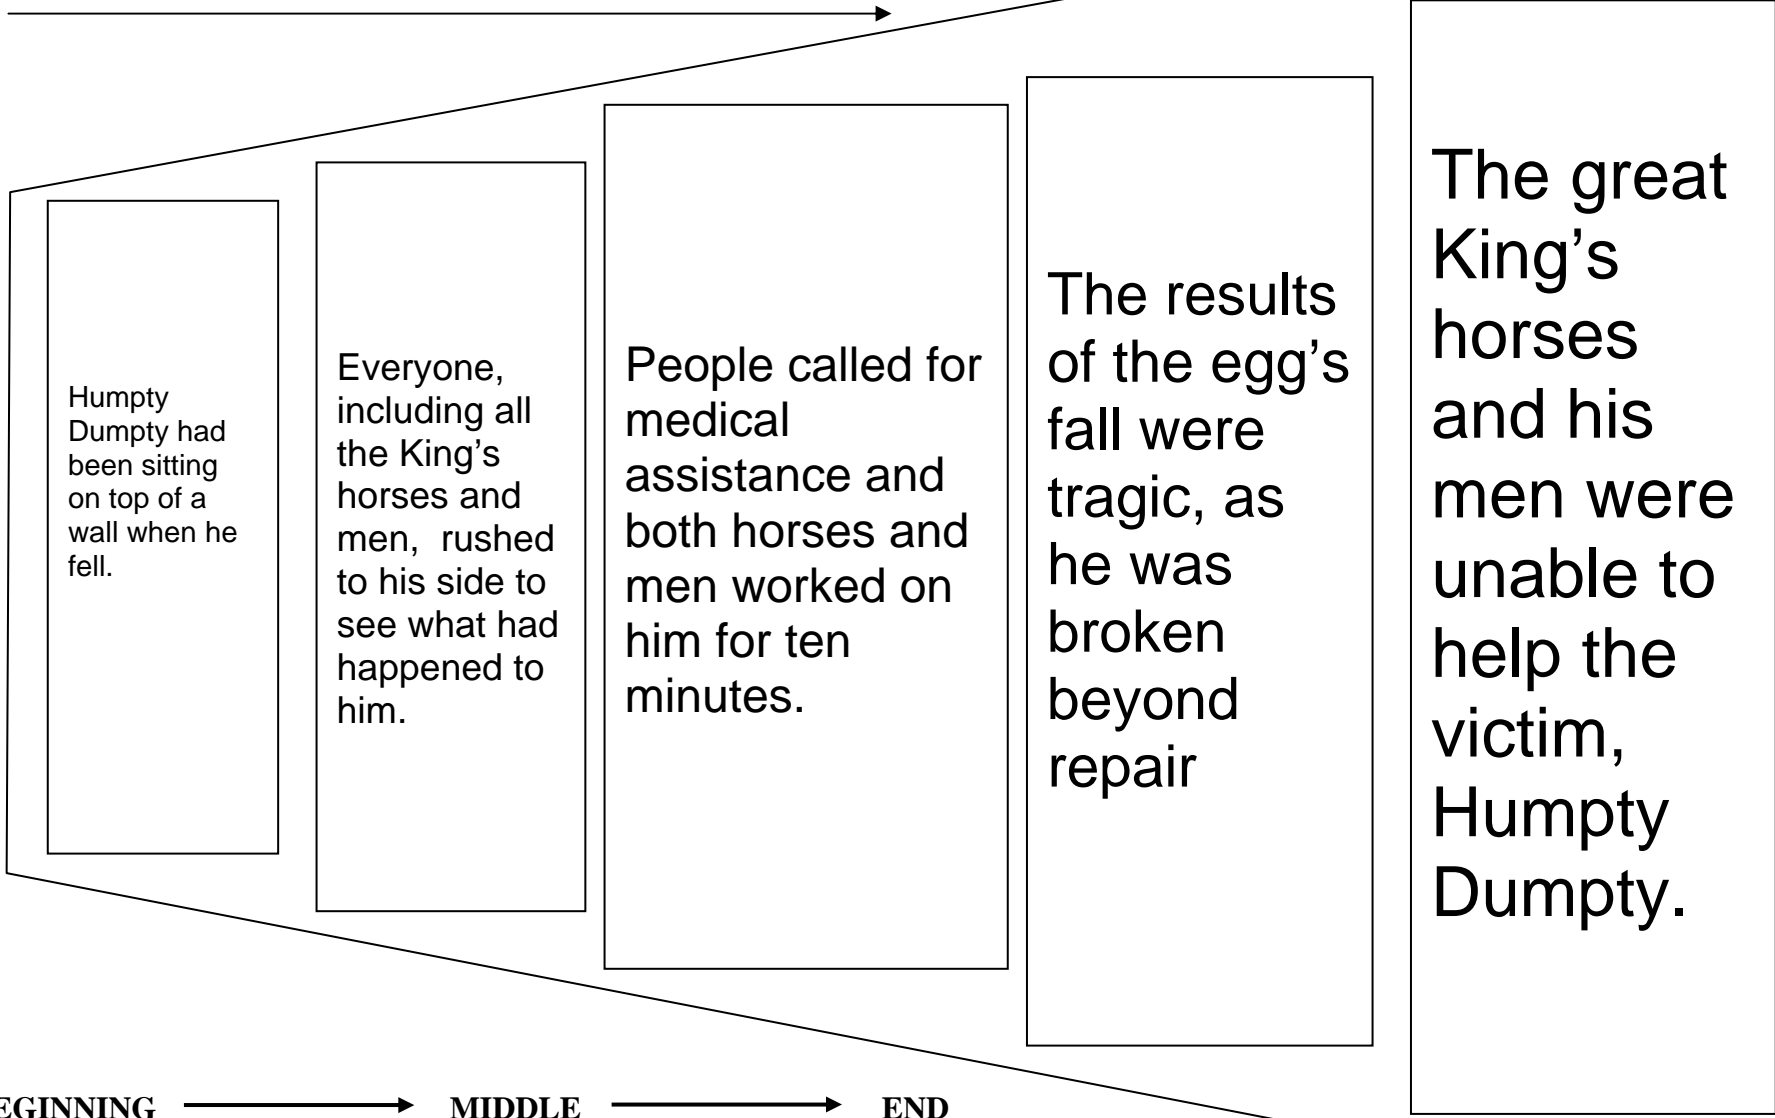 Humpty
Dumpty had
been sitting
on top of a
wall when he
fell.
Everyone,
including all
the King’s
horses and
men,  rushed
to his side to
see what had
happened to
him.
People called for
medical
assistance and
both horses and
men worked on
him for ten
minutes.
The results
of the egg’s
fall were
tragic, as
he was
broken
beyond
repair
The great
King’s
horses
and his
men were
unable to
help the
victim,
Humpty
Dumpty.
EGINNING MIDDLE END